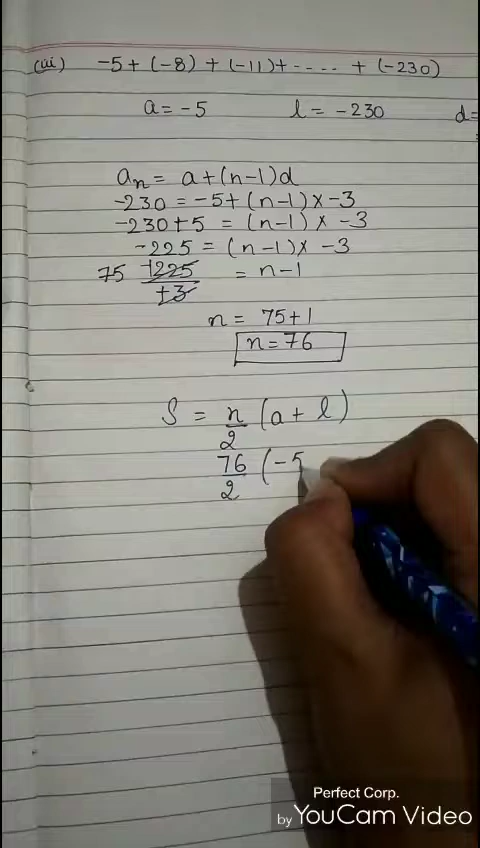 (iii) -5 + (-8) + (-11) + ---- + (-230)
a = -5 l = -230 d=
an = a + (n-1)d
-230 = -5 + (n-1) x -3
-230+5 = (n-1) x -3
-225 = (n-1) x -3
75 +225/+3 = n-1
n = 75+1
n = 76
S = n/2 (a + l)
76/2 (-5
Perfect Corp.
by YouCam Video